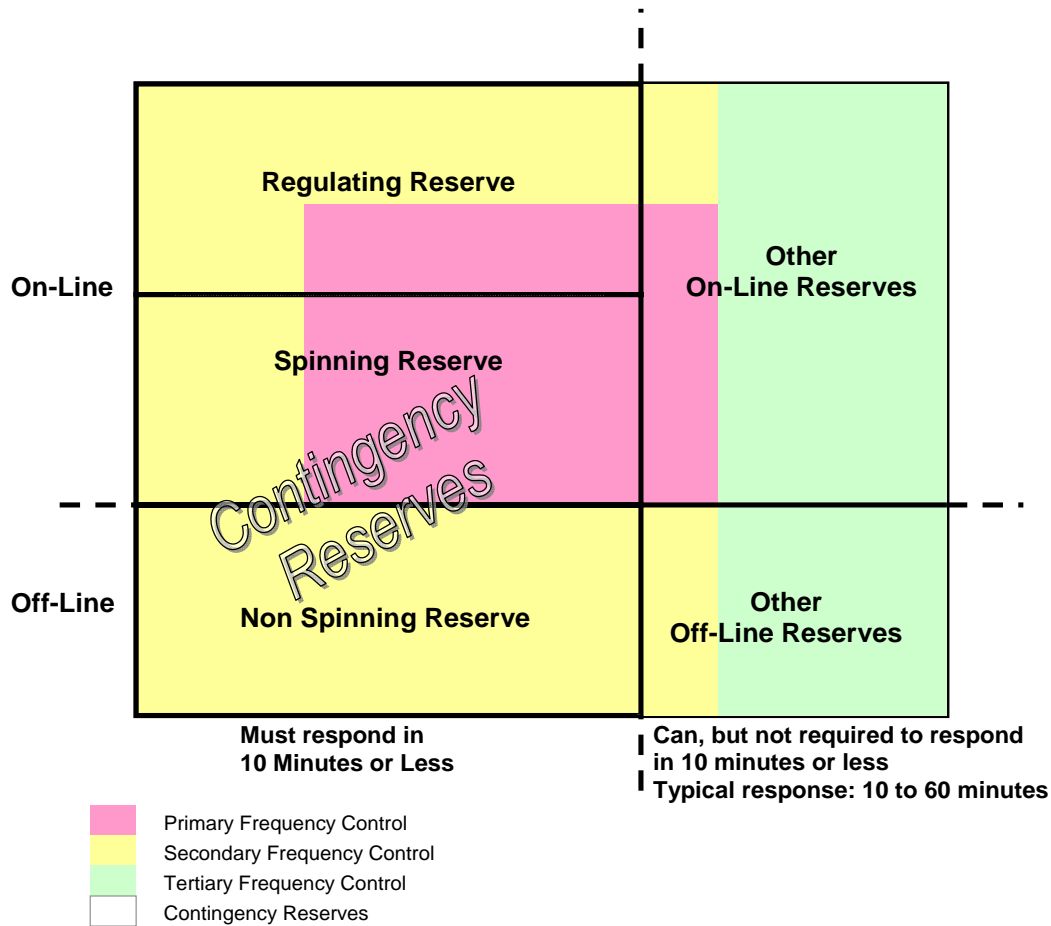 Regulating Reserve
On-Line
Other
On-Line Reserves
Spinning Reserve
Contingency
Reserves
Off-Line
Non Spinning Reserve
Other
Off-Line Reserves
Must respond in
10 Minutes or Less
Can, but not required to respond
in 10 minutes or less
Typical response: 10 to 60 minutes
Primary Frequency Control
Secondary Frequency Control
Tertiary Frequency Control
Contingency Reserves